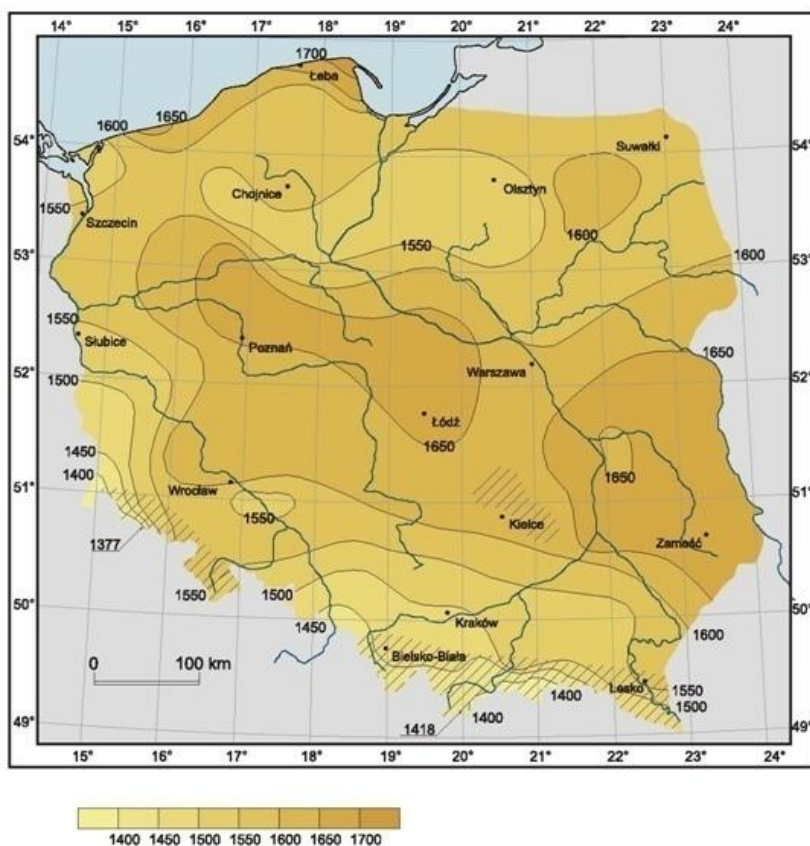 14° 15° 16° 17° 18° 19° 20° 21° 22° 23° 24°
1700
Łeba
1650
1600
54° 54°
Suwałki
Chojnice
Olsztyn
1550
Szczecin
1600
53° 1550 1600 53°
1550
Słubice
Poznań
1650
Warszawa
52° 52°
1500
Łódź
1650
1450
1650
1400
51° Wrocław 51°
1550
Kielce
Zamość
1377
1550 1500
50° 50°
1450
Kraków
1600
0 100 km
Bielsko-Biała
Lesko
1550
1400 1400
1500
49° 1418 49°
15° 16° 17° 18° 19° 20° 21° 22° 23° 24°
1400 1450 1500 1550 1600 1650 1700